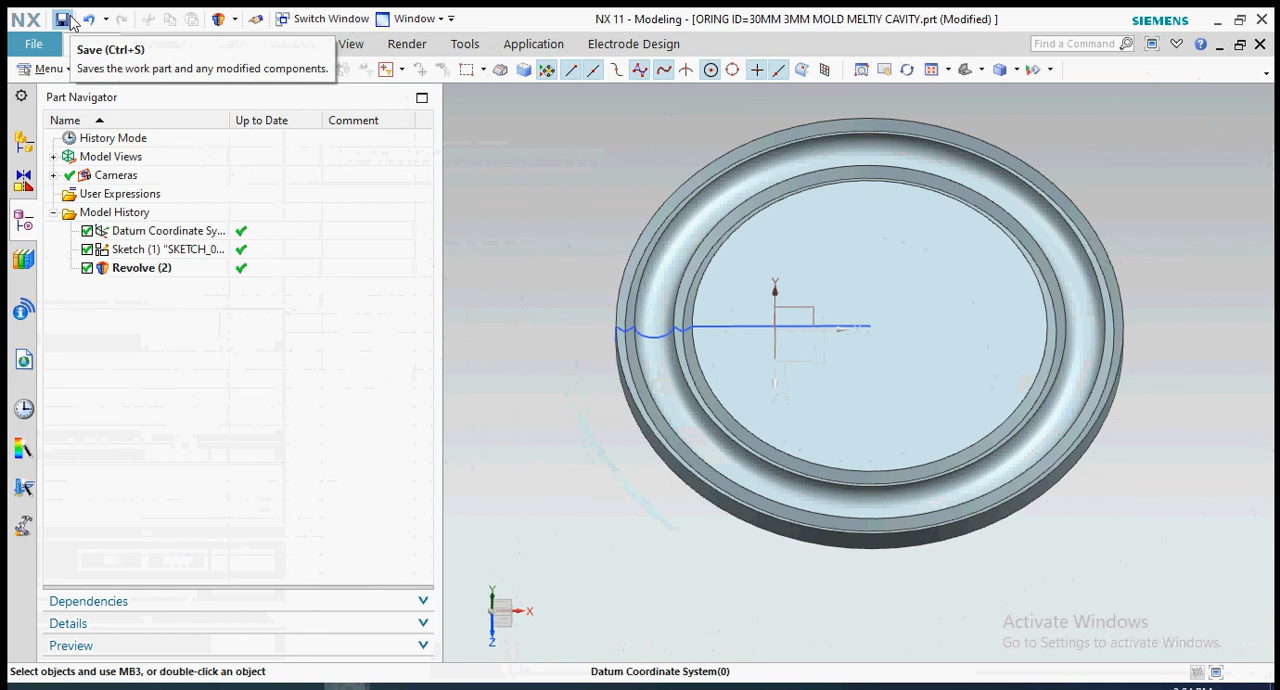 NX
Switch Window
Window
NX 11 - Modeling - [ORING ID=30MM 3MM MOLD MELTIY CAVITY.prt (Modified) ]
SIEMENS
File
View
Render
Tools
Application
Electrode Design
Find a Command
Save (Ctrl+S)
Saves the work part and any modified components.
Menu
Part Navigator
Name
Up to Date
Comment
History Mode
Model Views
Cameras
User Expressions
Model History
Datum Coordinate Sy...
Sketch (1) "SKETCH_0...
Revolve (2)
Y
Y
X
Z
Dependencies
Details
Preview
Activate Windows
Go to Settings to activate Windows.
Select objects and use MB3, or double-click an object
Datum Coordinate System(0)